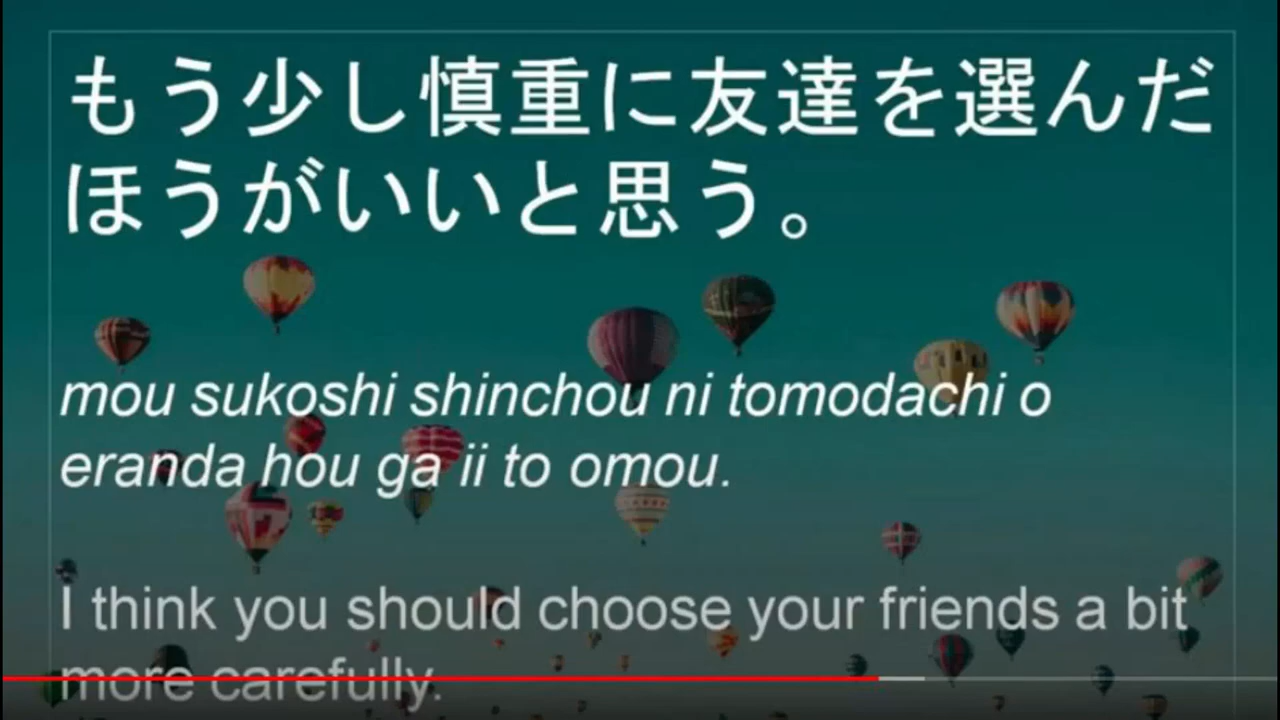 もう少し慎重に友達を選んだ
ほうがいいと思う。
mou sukoshi shinchou ni tomodachi o
eranda hou ga ii to omou.
I think you should choose your friends a bit
more carefully.